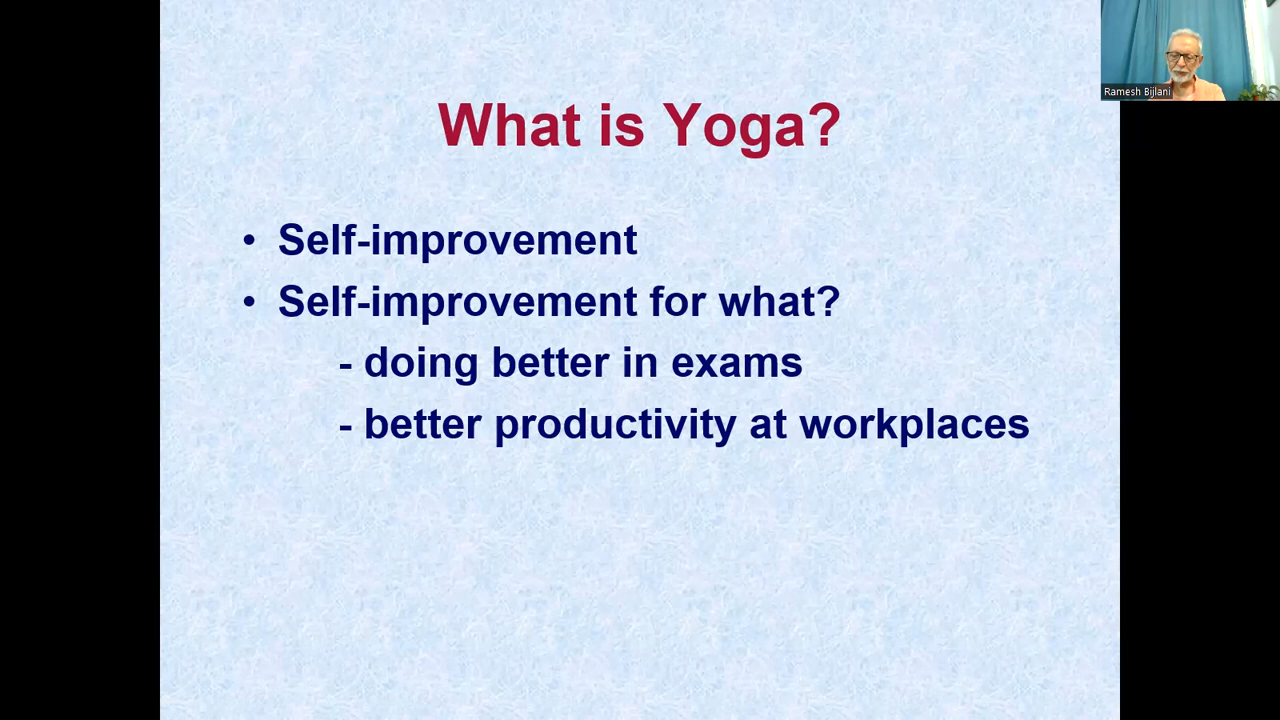 Ramesh Bijlani
What is Yoga?
• Self-improvement
• Self-improvement for what?
- doing better in exams
- better productivity at workplaces